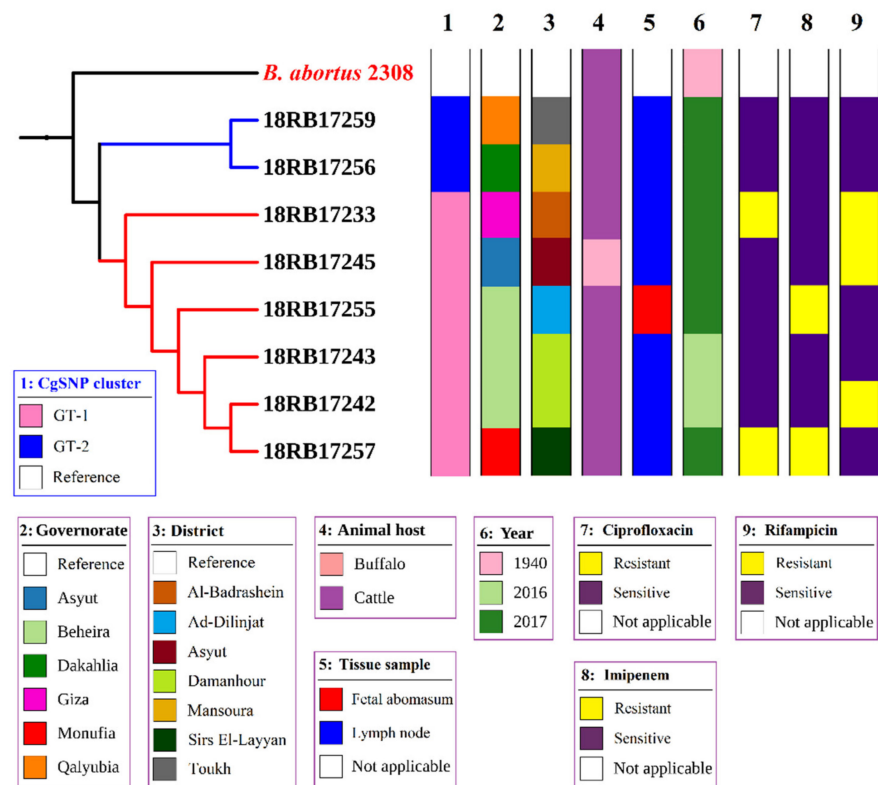 1 2 3 4 5 6 7 8 9
B. abortus 2308
18RB17259
18RB17256
18RB17233
18RB17245
18RB17255
18RB17243
18RB17242
18RB17257
1: CgSNP cluster
GT-1
GT-2
Reference
2: Governorate
Reference
Asyut
Beheira
Dakahlia
Giza
Monufia
Qalyubia
3: District
Reference
Al-Badrashein
Ad-Dilinjat
Asyut
Damanhour
Mansoura
Sirs El-Layyan
Toukh
4: Animal host
Buffalo
Cattle
5: Tissue sample
Fetal abomasum
Lymph node
Not applicable
6: Year
1940
2016
2017
7: Ciprofloxacin
Resistant
Sensitive
Not applicable
8: Imipenem
Resistant
Sensitive
Not applicable
9: Rifampicin
Resistant
Sensitive
Not applicable